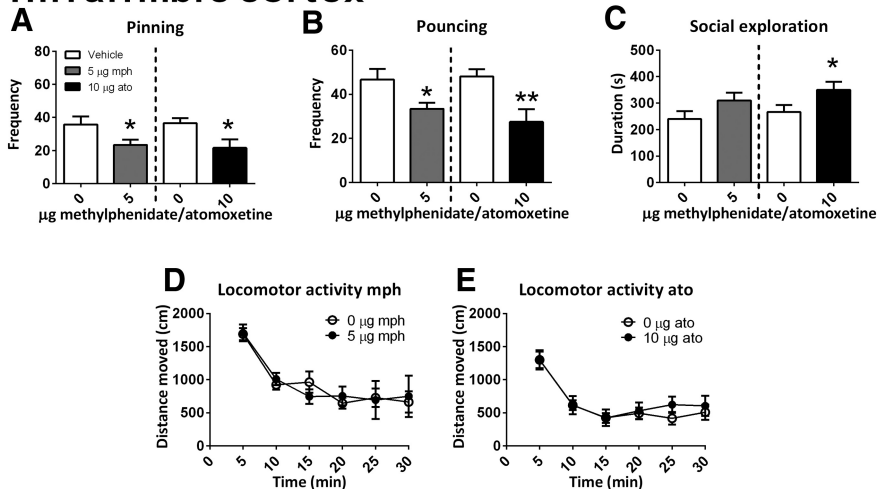 A
Pinning
Frequency
80
60
40
20
0
Vehicle
5 µg mph
10 µg ato
*
*
0
5
0
10
µg methylphenidate/atomoxetine
B
Pouncing
Frequency
60
40
20
0
*
**
0
5
0
10
µg methylphenidate/atomoxetine
C
Social exploration
Duration (s)
500
400
300
200
100
0
*
0
5
0
10
µg methylphenidate/atomoxetine
D
Locomotor activity mph
Distance moved (cm)
2000
1500
1000
500
0
0 µg mph
5 µg mph
0
5
10
15
20
25
30
Time (min)
E
Locomotor activity ato
Distance moved (cm)
2000
1500
1000
500
0
0 µg ato
10 µg ato
0
5
10
15
20
25
30
Time (min)